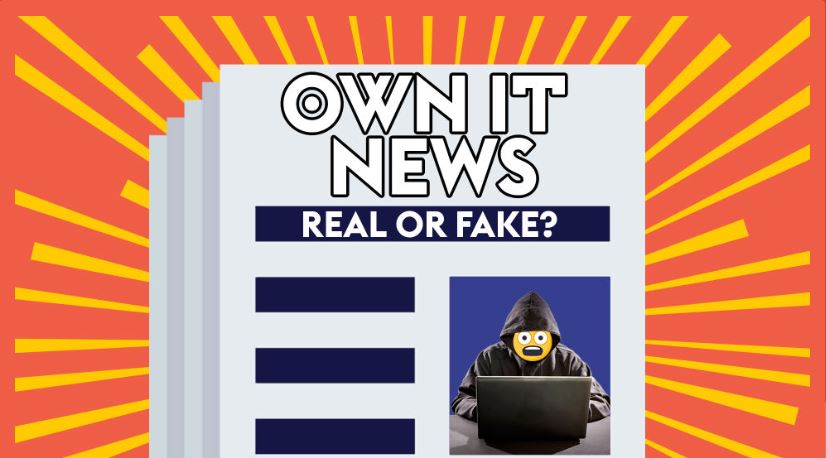 OWN IT
NEWS
REAL OR FAKE?